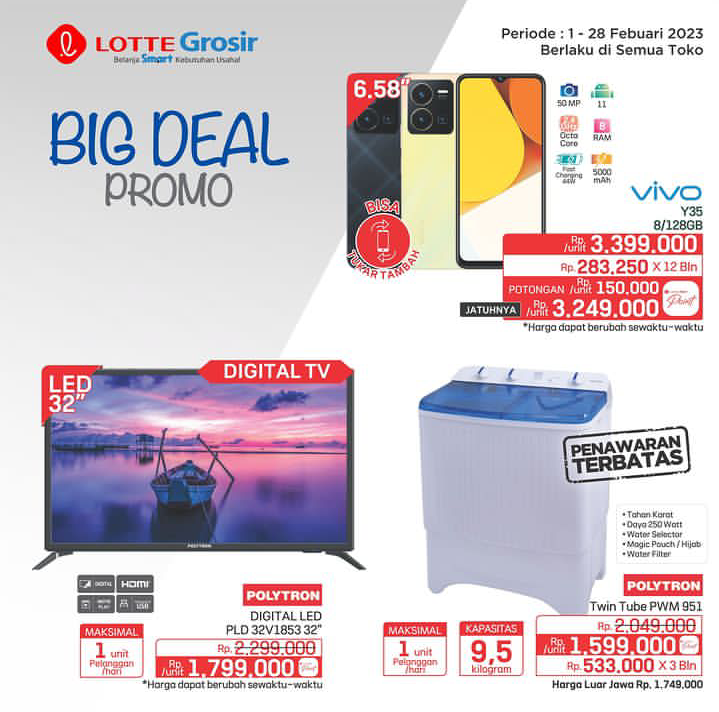 LOTTE Grosir
Belanja Smart Kebutuhan Usaha!
Periode : 1 - 28 Febuari 2023
Berlaku di Semua Toko
BIG DEAL
PROMO
6.58"
50 MP
11
Octa
Core
8
RAM
Fast
Charging
44W
5000
mAh
BISA
TUKAR TAMBAH
vivo
Y35
8/128GB
Rp.
/unit 3,399,000
Rp. 283,250 X 12 Bln
POTONGAN Rp. /unit 150,000
Point
JATUHNYA Rp. /unit 3,249,000
*Harga dapat berubah sewaktu-waktu
LED
32"
DIGITAL TV
POLYTRON
DIGITAL
HDMI
USB
POLYTRON
DIGITAL LED
PLD 32V1853 32"
MAKSIMAL
1 unit
Pelanggan
/hari
Rp. 2,299,000
Rp.
/unit 1,799,000
*Harga dapat berubah sewaktu-waktu
PENAWARAN
TERBATAS
• Tahan Karat
• Daya 250 Watt
• Water Selector
• Magic Pouch / Hijab
• Water Filter
POLYTRON
Twin Tube PWM 951
MAKSIMAL
1 unit
Pelanggan
/hari
KAPASITAS
9,5
kilogram
Rp. 2,049,000
Rp.
/unit 1,599,000
Rp. 533,000 X 3 Bln
Harga Luar Jawa Rp, 1,749,000